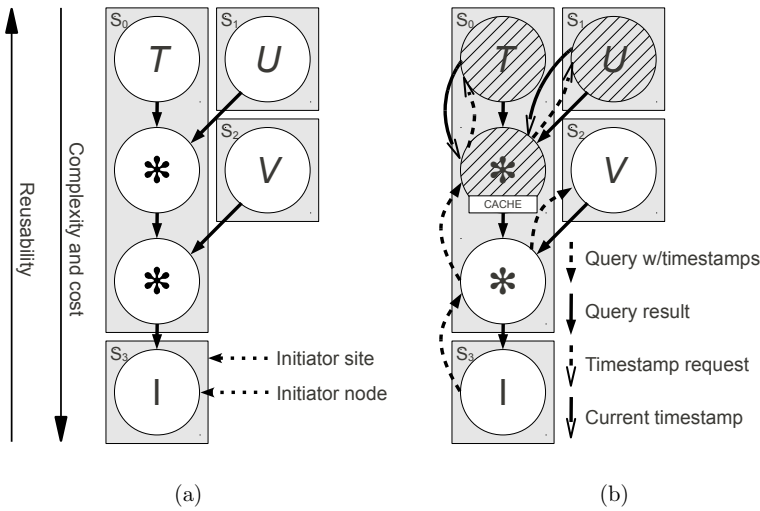 Reusability
Complexity and cost
S0
T
S1
U
*
S2
V
*
S3
I
Initiator site
Initiator node
(a)
S0
T
S1
U
*
CACHE
S2
V
*
S3
I
Query w/timestamps
Query result
Timestamp request
Current timestamp
(b)